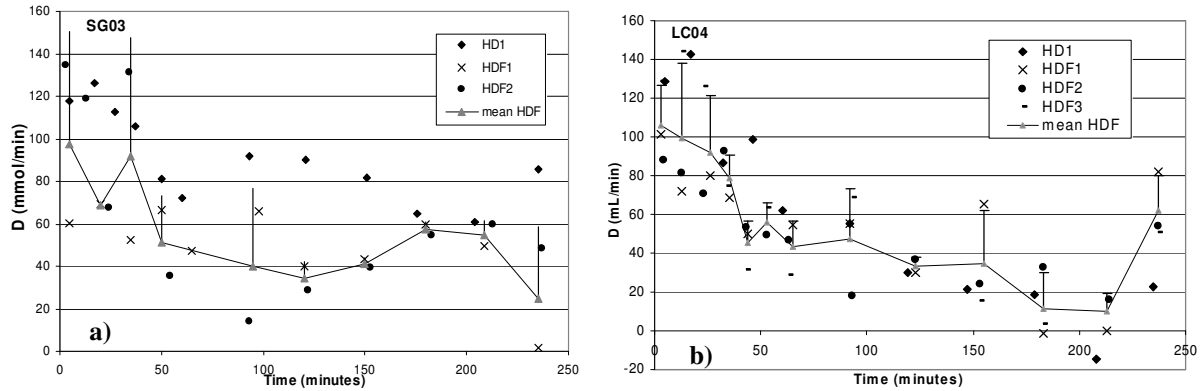 SG03
160
140
120
100
80
60
40
20
0
D (mmol/min)
0 50 100 150 200 250
Time (minutes)
HD1
HDF1
HDF2
mean HDF
a)
LC04
160
140
120
100
80
60
40
20
0
-20
D (mL/min)
0 50 100 150 200 250
Time (minutes)
HD1
HDF1
HDF2
HDF3
mean HDF
b)